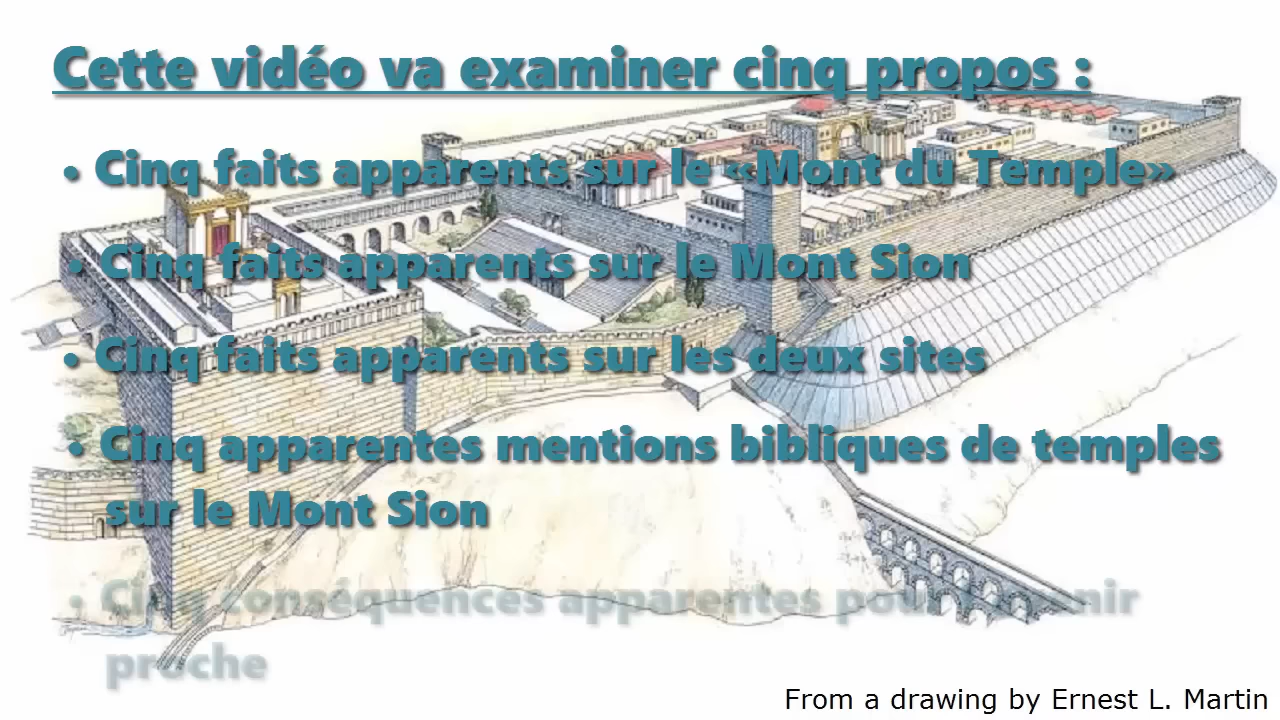 Cette vidéo va examiner cinq propos :
• Cinq faits apparents sur le «Mont du Temple»
• Cinq faits apparents sur le Mont Sion
• Cinq faits apparents sur les deux sites
• Cinq apparentes mentions bibliques de temples
sur le Mont Sion
• Cinq conséquences apparentes pour l'avenir
proche
From a drawing by Ernest L. Martin